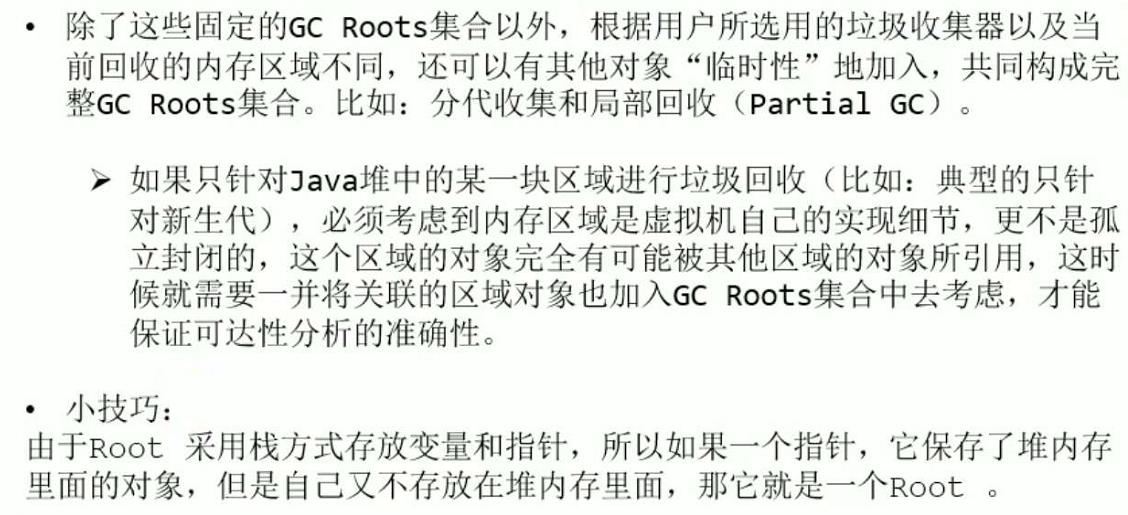 • 除了这些固定的GC Roots集合以外，根据用户所选用的垃圾收集器以及当
前回收的内存区域不同，还可以有其他对象“临时性”地加入，共同构成完
整GC Roots集合。比如：分代收集和局部回收（Partial GC）。
➢ 如果只针对Java堆中的某一块区域进行垃圾回收（比如：典型的只针
对新生代），必须考虑到内存区域是虚拟机自己的实现细节，更不是孤
立封闭的，这个区域的对象完全有可能被其他区域的对象所引用，这时
候就需要一并将关联的区域对象也加入GC Roots集合中去考虑，才能
保证可达性分析的准确性。
• 小技巧：
由于Root 采用栈方式存放变量和指针，所以如果一个指针，它保存了堆内存
里面的对象，但是自己又不存放在堆内存里面，那它就是一个Root 。